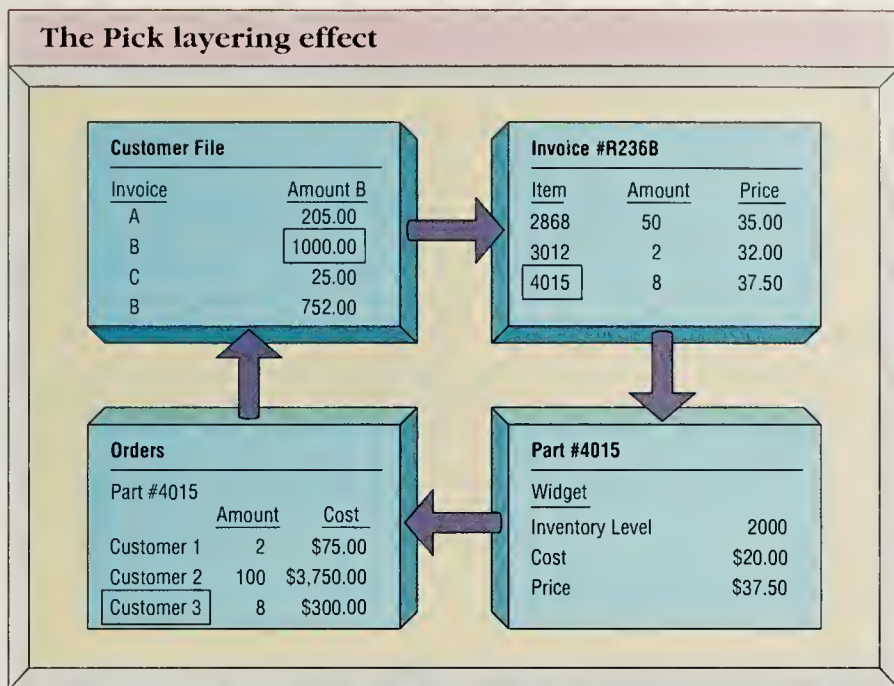 The Pick layering effect
Customer File
Invoice Amount B
A 205.00
B 1000.00
C 25.00
B 752.00
Invoice #R236B
Item Amount Price
2868 50 35.00
3012 2 32.00
4015 8 37.50
Orders
Part #4015
Amount Cost
Customer 1 2 $75.00
Customer 2 100 $3,750.00
Customer 3 8 $300.00
Part #4015
Widget
Inventory Level 2000
Cost $20.00
Price $37.50